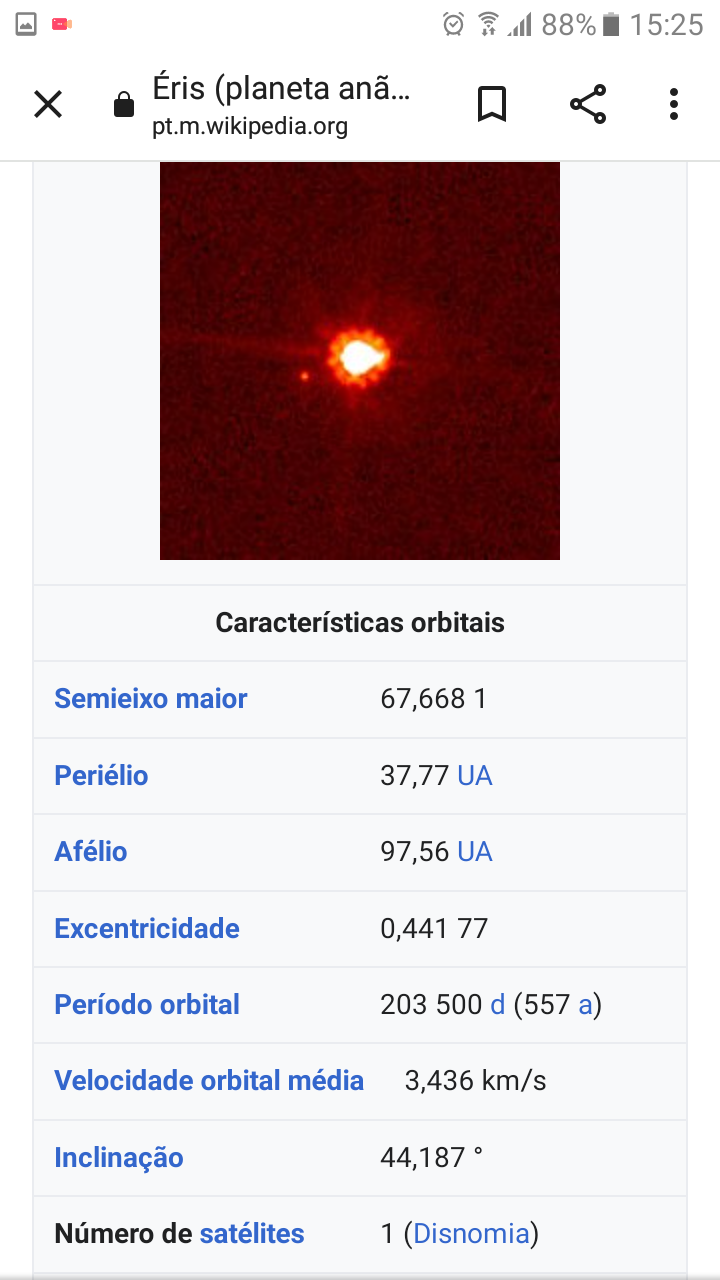 88% 15:25
Éris (planeta anã...
pt.m.wikipedia.org
Características orbitais
Semieixo maior 67,668 1
Periélio 37,77 UA
Afélio 97,56 UA
Excentricidade 0,441 77
Período orbital 203 500 d (557 a)
Velocidade orbital média 3,436 km/s
Inclinação 44,187 °
Número de satélites 1 (Disnomia)